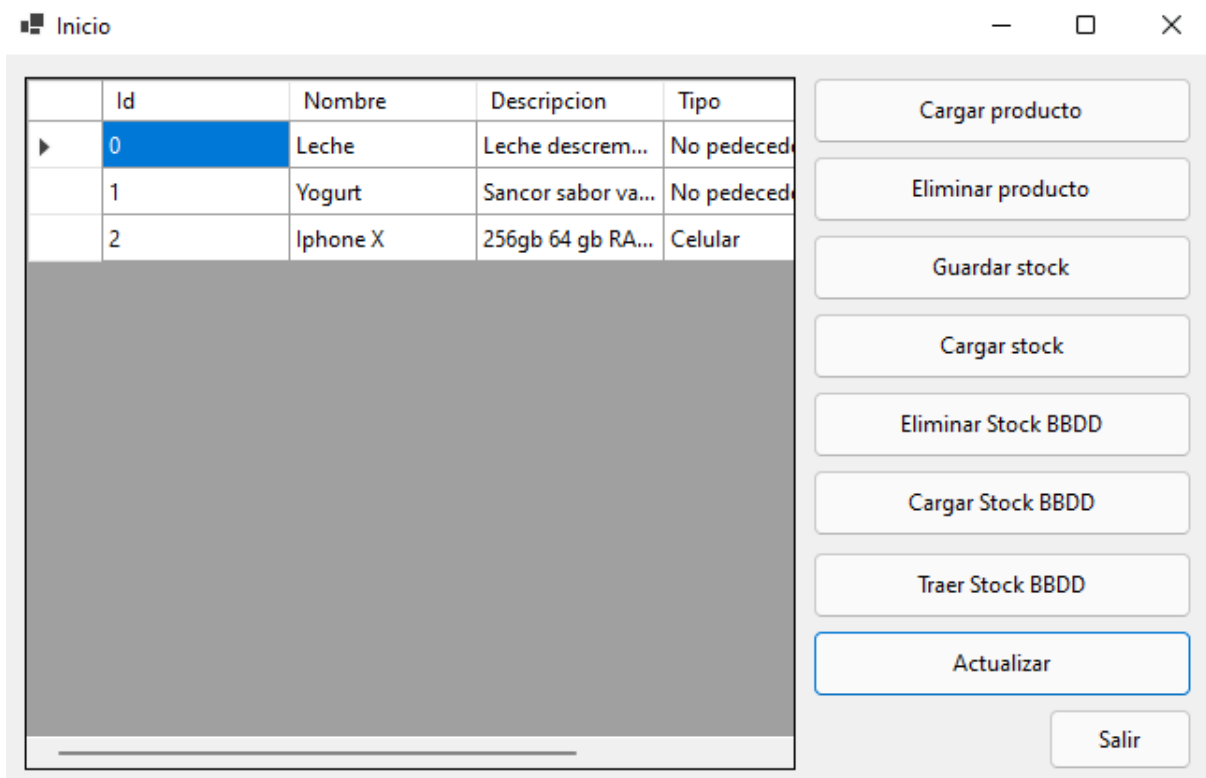 Inicio
Id Nombre Descripcion Tipo
0 Leche Leche descrem... No pedeced
1 Yogurt Sancor sabor va... No pedeced
2 Iphone X 256gb 64 gb RA... Celular
Cargar producto
Eliminar producto
Guardar stock
Cargar stock
Eliminar Stock BBDD
Cargar Stock BBDD
Traer Stock BBDD
Actualizar
Salir